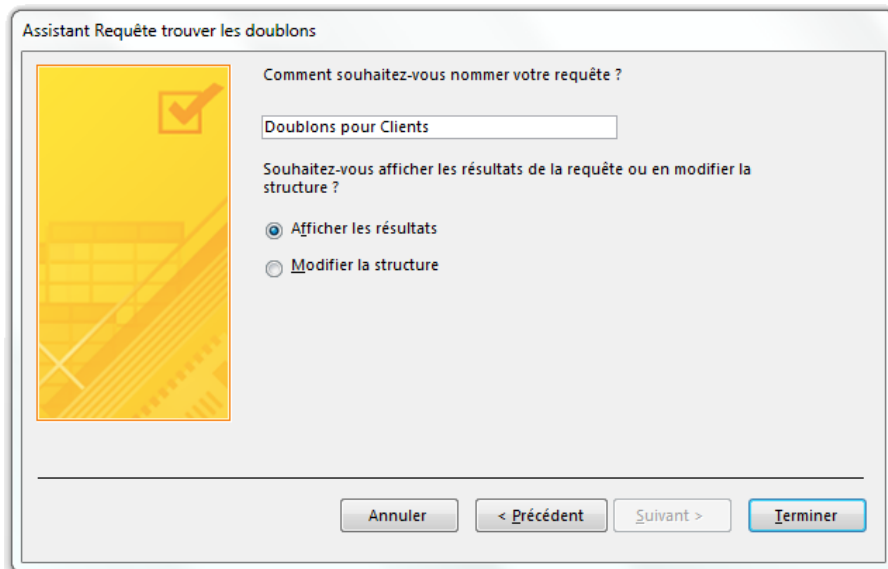 Assistant Requête trouver les doublons
Comment souhaitez-vous nommer votre requête ?
Doublons pour Clients
Souhaitez-vous afficher les résultats de la requête ou en modifier la
structure ?
Afficher les résultats
Modifier la structure
Annuler
< Précédent
Suivant >
Terminer